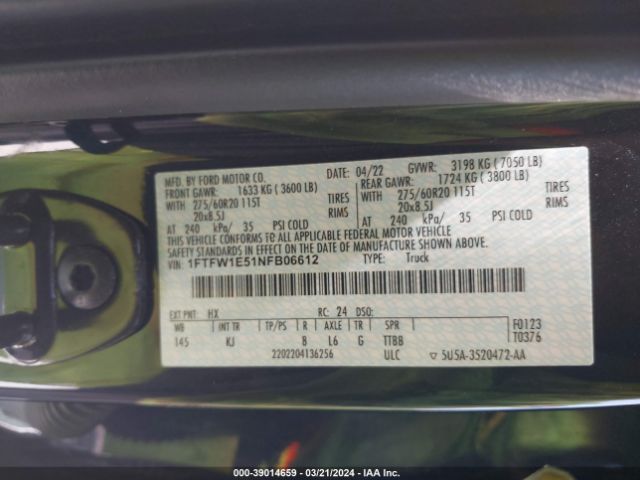 MFD. BY FORD MOTOR CO. DATE: 04/22 GVWR: 3198 KG ( 7050 LB)
FRONT GAWR: 1633 KG ( 3600 LB) REAR GAWR: 1724 KG ( 3800 LB)
WITH 275/60R20 115T TIRES WITH 275/60R20 115T TIRES
20x8.5J RIMS 20x8.5J RIMS
AT 240 kPa/ 35 PSI COLD AT 240 kPa/ 35 PSI COLD
THIS VEHICLE CONFORMS TO ALL APPLICABLE FEDERAL MOTOR VEHICLE
SAFETY STANDARDS IN EFFECT ON THE DATE OF MANUFACTURE SHOWN ABOVE.
VIN: 1FTFW1E51NFB06612 TYPE: Truck
EXT PNT: HX RC: 24 DSO: F0123
WB INT TR TP/PS R AXLE TR SPR T0376
145 KJ 8 L6 G TTBB
2202204136256 ULC ▽ 5U5A-3520472-AA
000-39014659 | 03/21/2024 | IAA Inc.